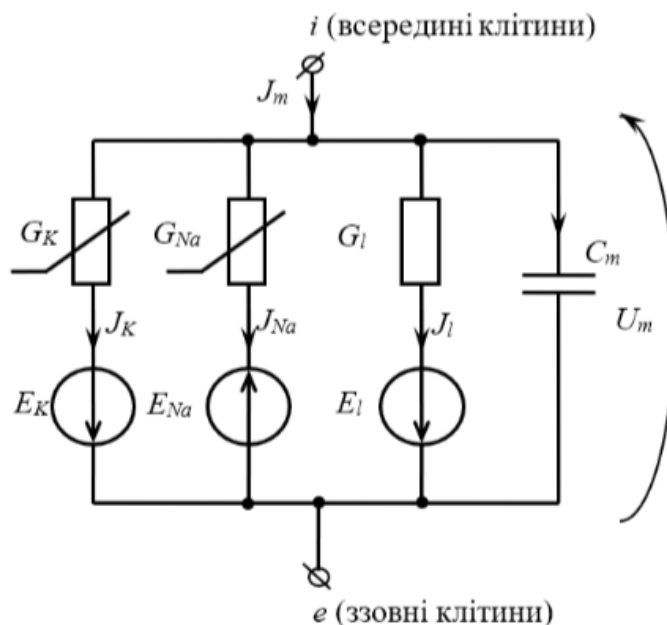 i (всередині клітини)
J_m
G_K
G_Na
G_l
C_m
J_K
J_Na
J_l
U_m
E_K
E_Na
E_l
e (ззовні клітини)